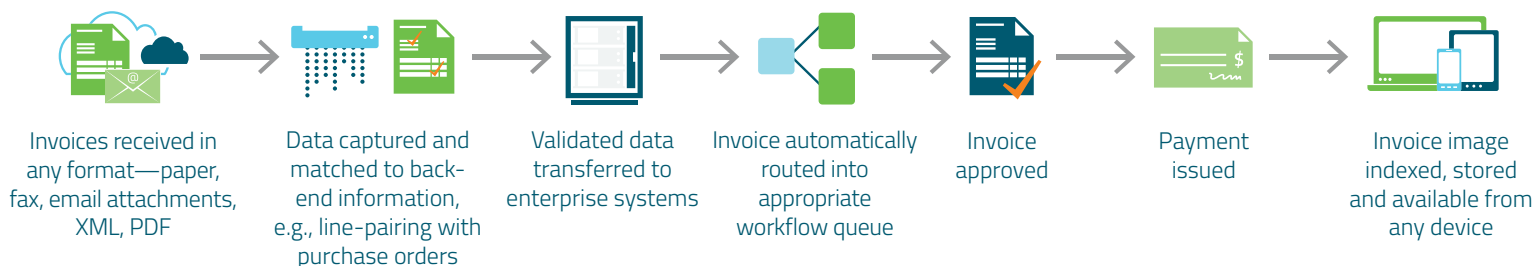 @
$
Invoices received in
any format—paper,
fax, email attachments,
XML, PDF
Data captured and
matched to back-
end information,
e.g., line-pairing with
purchase orders
Validated data
transferred to
enterprise systems
Invoice automatically
routed into
appropriate
workflow queue
Invoice
approved
Payment
issued
Invoice image
indexed, stored
and available from
any device